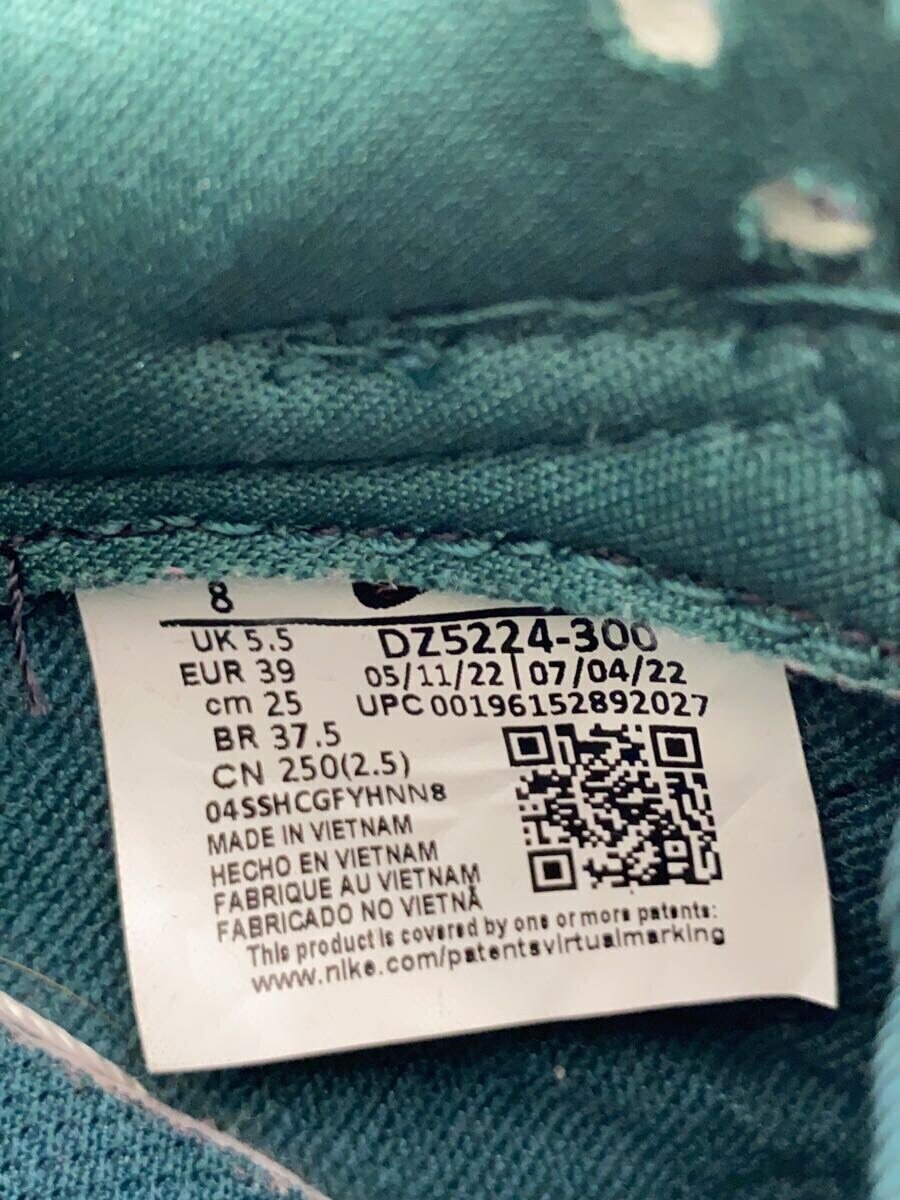 8
UK 5.5
EUR 39
cm 25
BR 37.5
CN 250(2.5)
DZ5224-300
05/11/22 | 07/04/22
UPC 00196152892027
04SSHCGFYHNN8
MADE IN VIETNAM
HECHO EN VIETNAM
FABRIQUE AU VIETNAM
FABRICADO NO VIETNÃ
This product is covered by one or more patents:
www.nike.com/patentsvirtualmarking